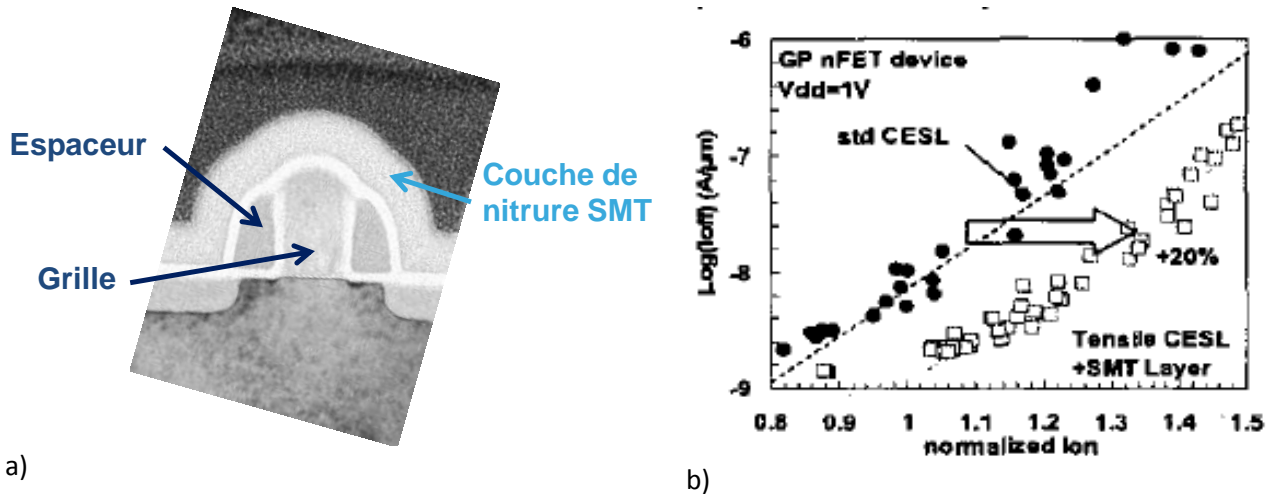 Espaceur
Grille
Couche de
nitrure SMT
a)
GP nFET device
Vdd=1V
std CESL
+20%
Tenstle CESL
+SMT Layer
Log(Ioff) (A/µm)
-6
-7
-8
-9
0.8 0.9 1 1.1 1.2 1.3 1.4 1.5
normalized Ion
b)